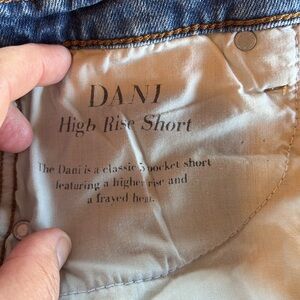 DANI
High Rise Short
The Dani is a classic 5 pocket short
featuring a higher rise and
a frayed hem.